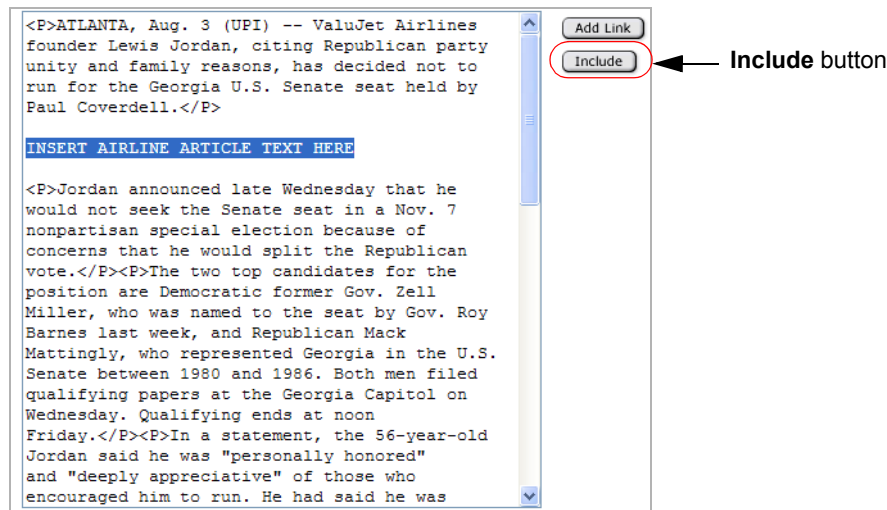 <P>ATLANTA, Aug. 3 (UPI) -- ValuJet Airlines
founder Lewis Jordan, citing Republican party
unity and family reasons, has decided not to
run for the Georgia U.S. Senate seat held by
Paul Coverdell.</P>
INSERT AIRLINE ARTICLE TEXT HERE
<P>Jordan announced late Wednesday that he
would not seek the Senate seat in a Nov. 7
nonpartisan special election because of
concerns that he would split the Republican
vote.</P><P>The two top candidates for the
position are Democratic former Gov. Zell
Miller, who was named to the seat by Gov. Roy
Barnes last week, and Republican Mack
Mattingly, who represented Georgia in the U.S.
Senate between 1980 and 1986. Both men filed
qualifying papers at the Georgia Capitol on
Wednesday. Qualifying ends at noon
Friday.</P><P>In a statement, the 56-year-old
Jordan said he was "personally honored"
and "deeply appreciative" of those who
encouraged him to run. He had said he was
Add Link
Include
Include button